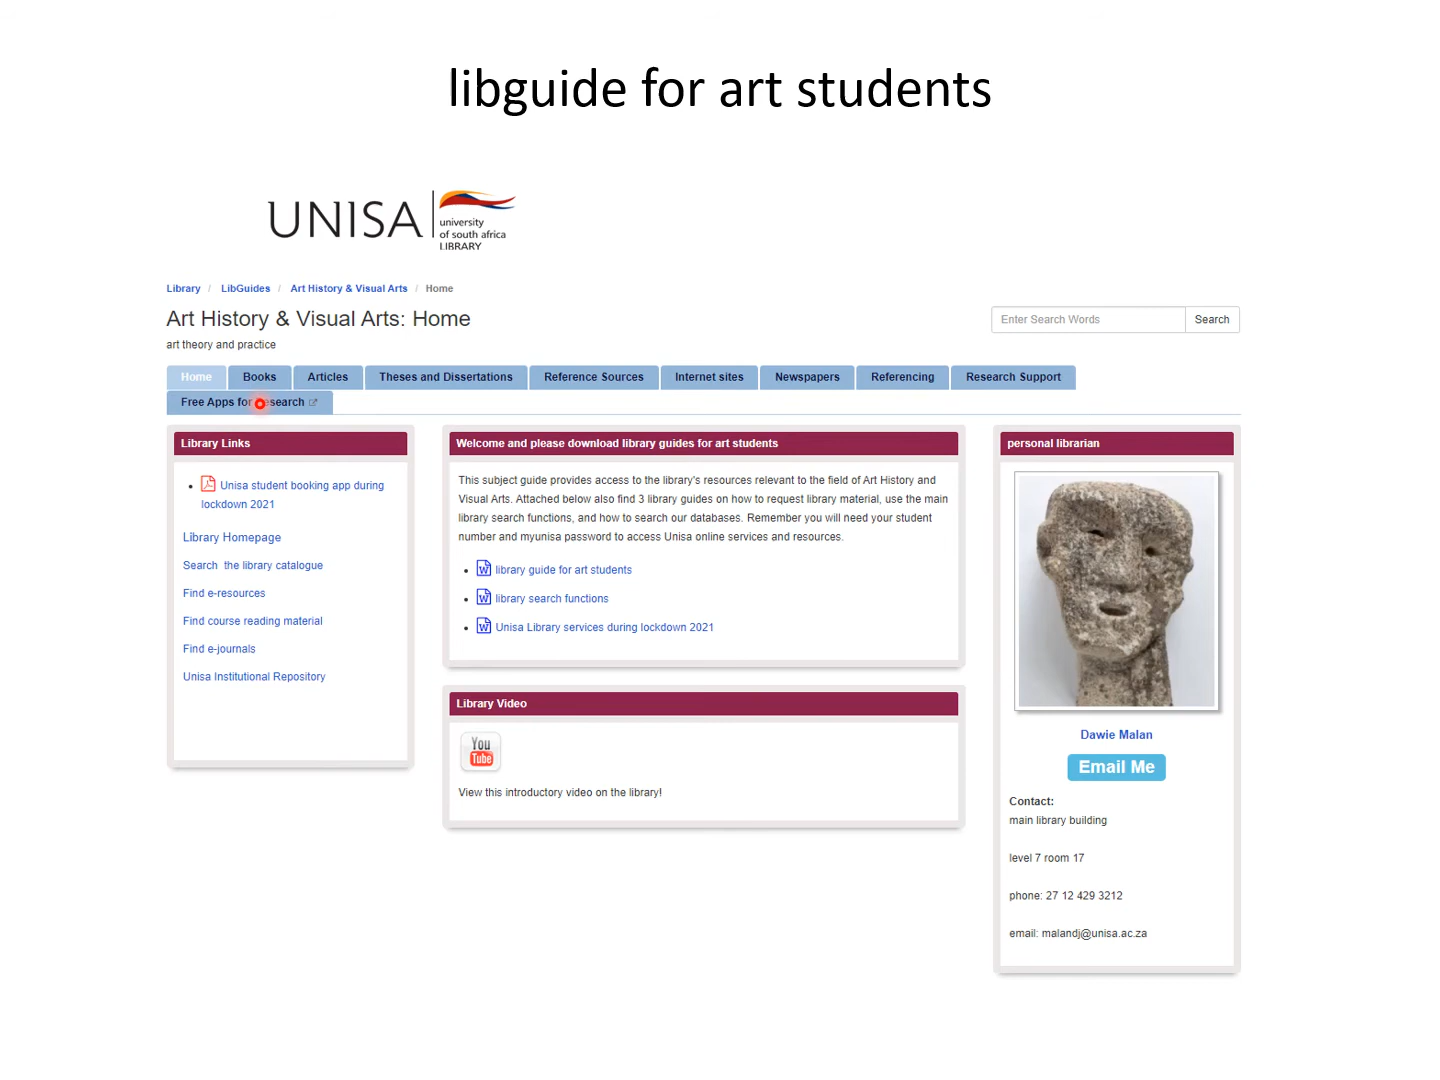 libguide for art students
UNISA
university
of south africa
LIBRARY
Library / LibGuides / Art History & Visual Arts / Home
Art History & Visual Arts: Home
Enter Search Words
Search
art theory and practice
Home
Books
Articles
Theses and Dissertations
Reference Sources
Internet sites
Newspapers
Referencing
Research Support
Free Apps for Research
Library Links
Unisa student booking app during
lockdown 2021
Library Homepage
Search the library catalogue
Find e-resources
Find course reading material
Find e-journals
Unisa Institutional Repository
Welcome and please download library guides for art students
This subject guide provides access to the library's resources relevant to the field of Art History and
Visual Arts. Attached below also find 3 library guides on how to request library material, use the main
library search functions, and how to search our databases. Remember you will need your student
number and myunisa password to access Unisa online services and resources.
library guide for art students
library search functions
Unisa Library services during lockdown 2021
Library Video
You
Tube
View this introductory video on the library!
personal librarian
Dawie Malan
Email Me
Contact:
main library building
level 7 room 17
phone: 27 12 429 3212
email: malandj@unisa.ac.za